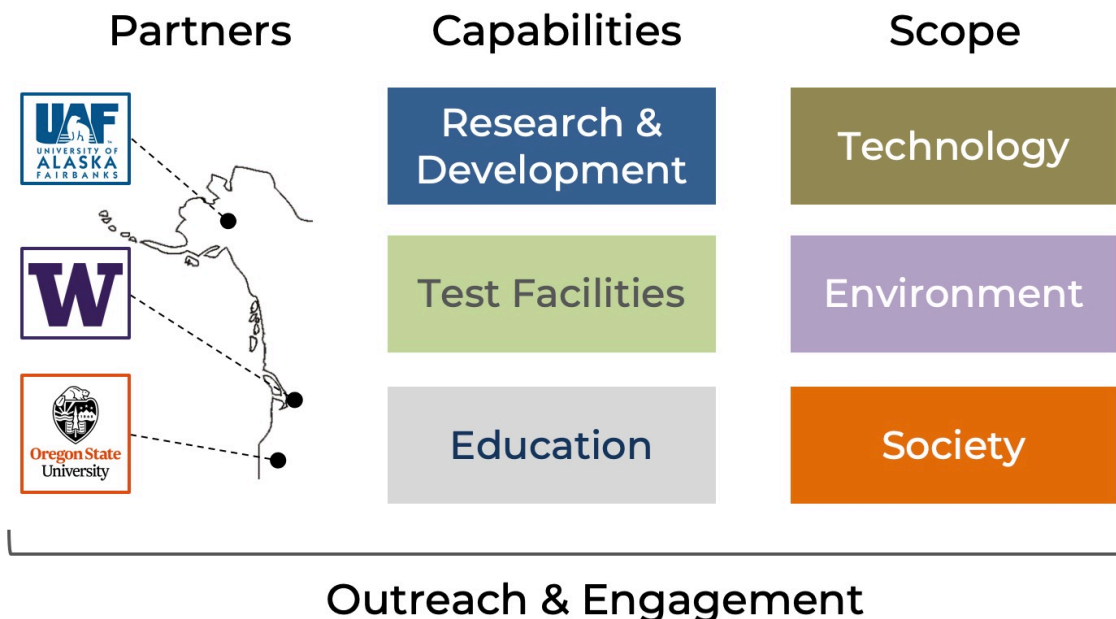 Partners
Capabilities
Scope
UAF
UNIVERSITY OF
ALASKA
FAIRBANKS
W
Oregon State
University
Research &
Development
Test Facilities
Education
Technology
Environment
Society
Outreach & Engagement